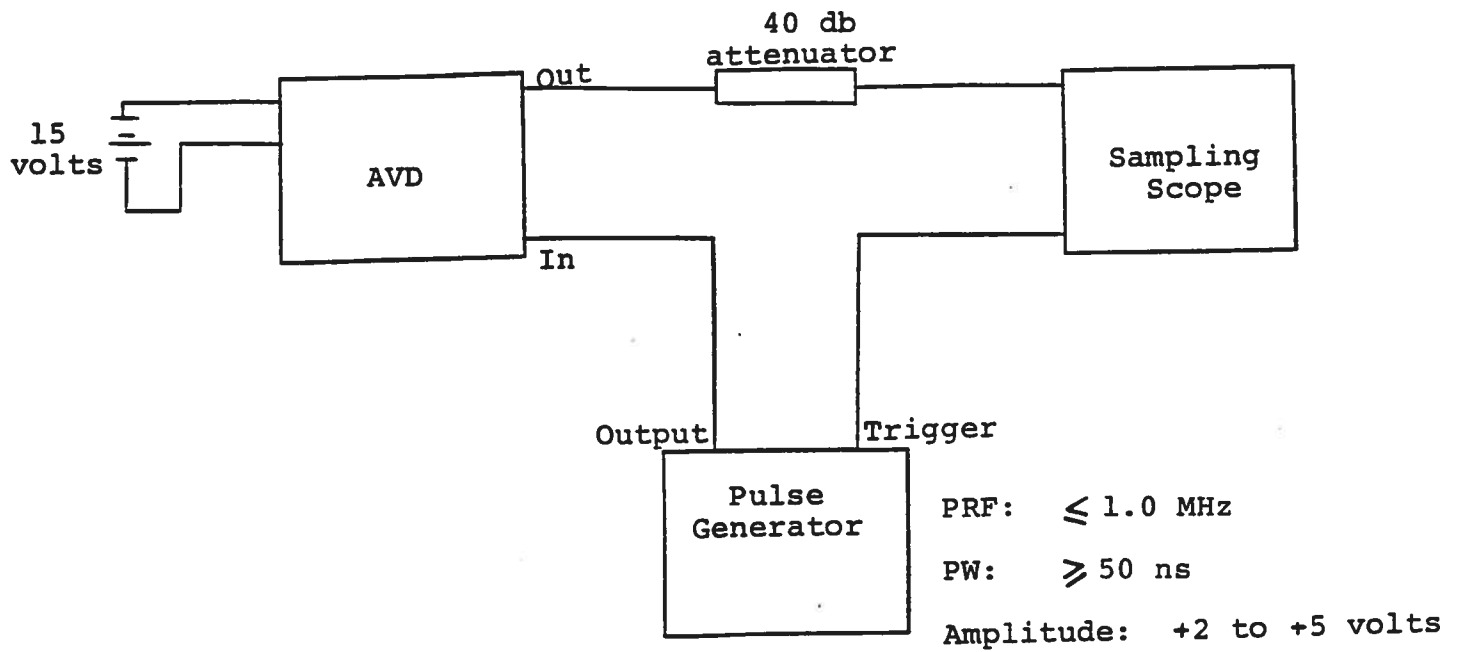 40 db
attenuator
Out
15
volts
AVD
Sampling
Scope
In
Output
Trigger
Pulse
Generator
PRF: ≤ 1.0 MHz
PW: ≥ 50 ns
Amplitude: +2 to +5 volts